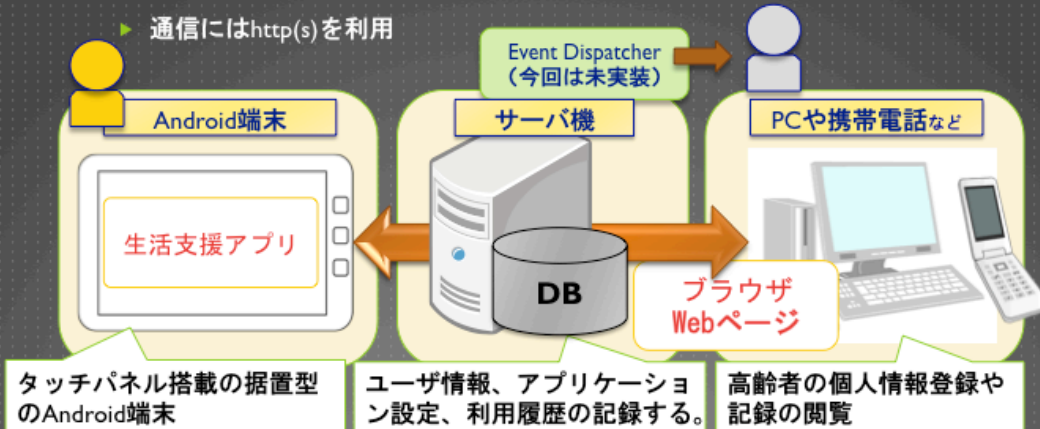 通信にはhttp(s)を利用
Event Dispatcher
（今回は未実装）
Android端末
サーバ機
PCや携帯電話など
生活支援アプリ
DB
ブラウザ
Webページ
タッチパネル搭載の据置型
のAndroid端末
ユーザ情報、アプリケーショ
ン設定、利用履歴の記録する。
高齢者の個人情報登録や
記録の閲覧